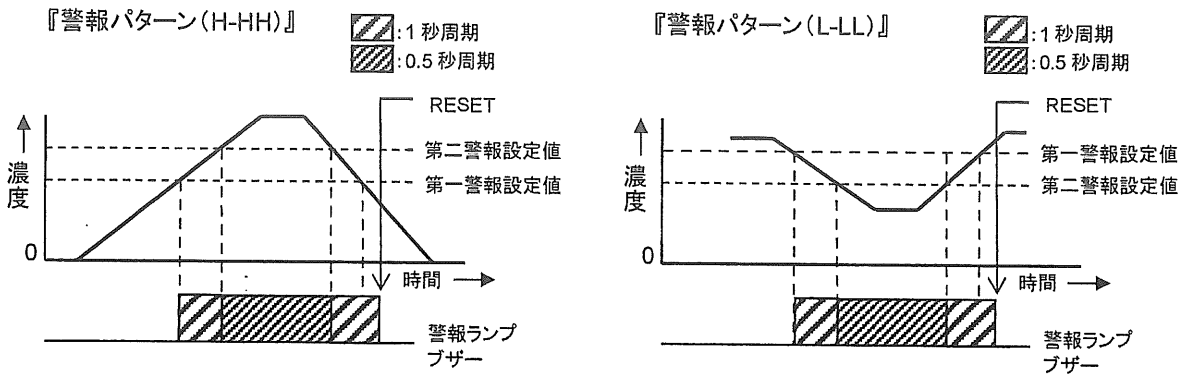 『警報パターン（H-HH）』
:1 秒周期
:0.5 秒周期
RESET
第二警報設定値
第一警報設定値
濃度
0
時間
警報ランプ
ブザー
『警報パターン（L-LL）』
:1 秒周期
:0.5 秒周期
RESET
第一警報設定値
第二警報設定値
濃度
0
時間
警報ランプ
ブザー